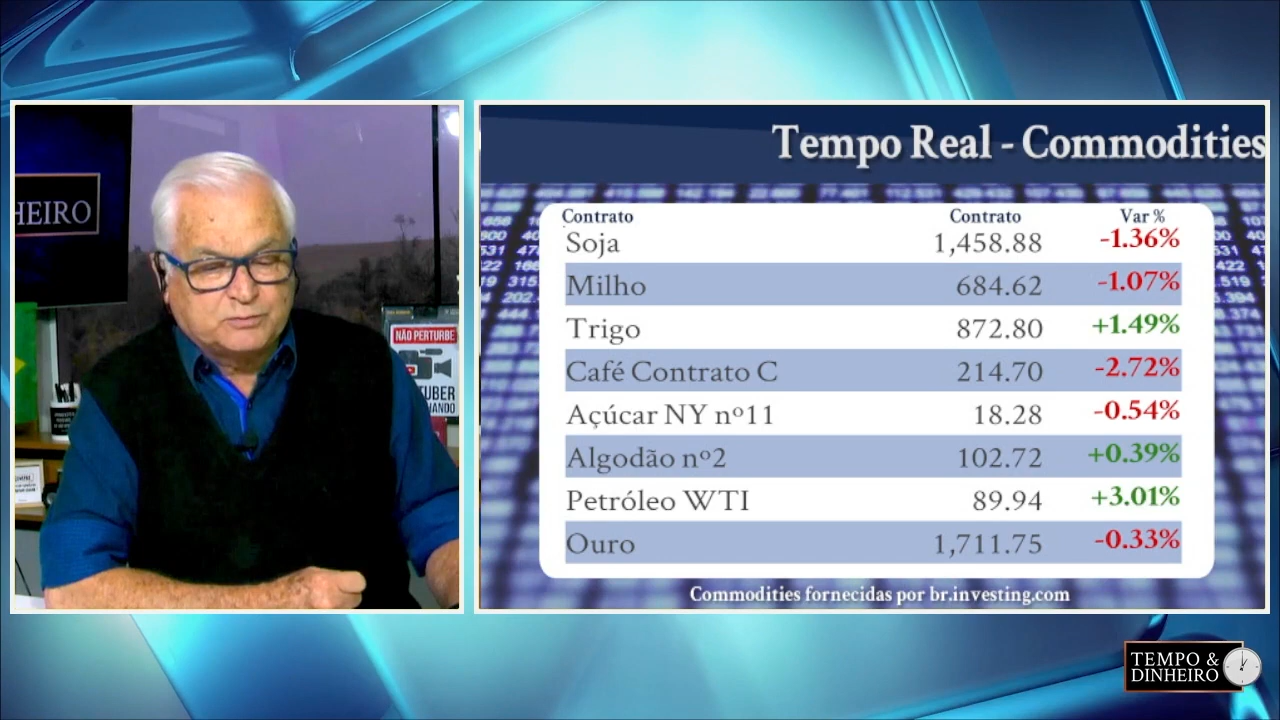 HEIRO
NÃO PERTURBE
TUBER
Tempo Real - Commodities
Contrato Contrato Var %
Soja 1,458.88 -1.36%
Milho 684.62 -1.07%
Trigo 872.80 +1.49%
Café Contrato C 214.70 -2.72%
Açúcar NY nº11 18.28 -0.54%
Algodão nº2 102.72 +0.39%
Petróleo WTI 89.94 +3.01%
Ouro 1,711.75 -0.33%
Commodities fornecidas por br.investing.com
TEMPO &
DINHEIRO